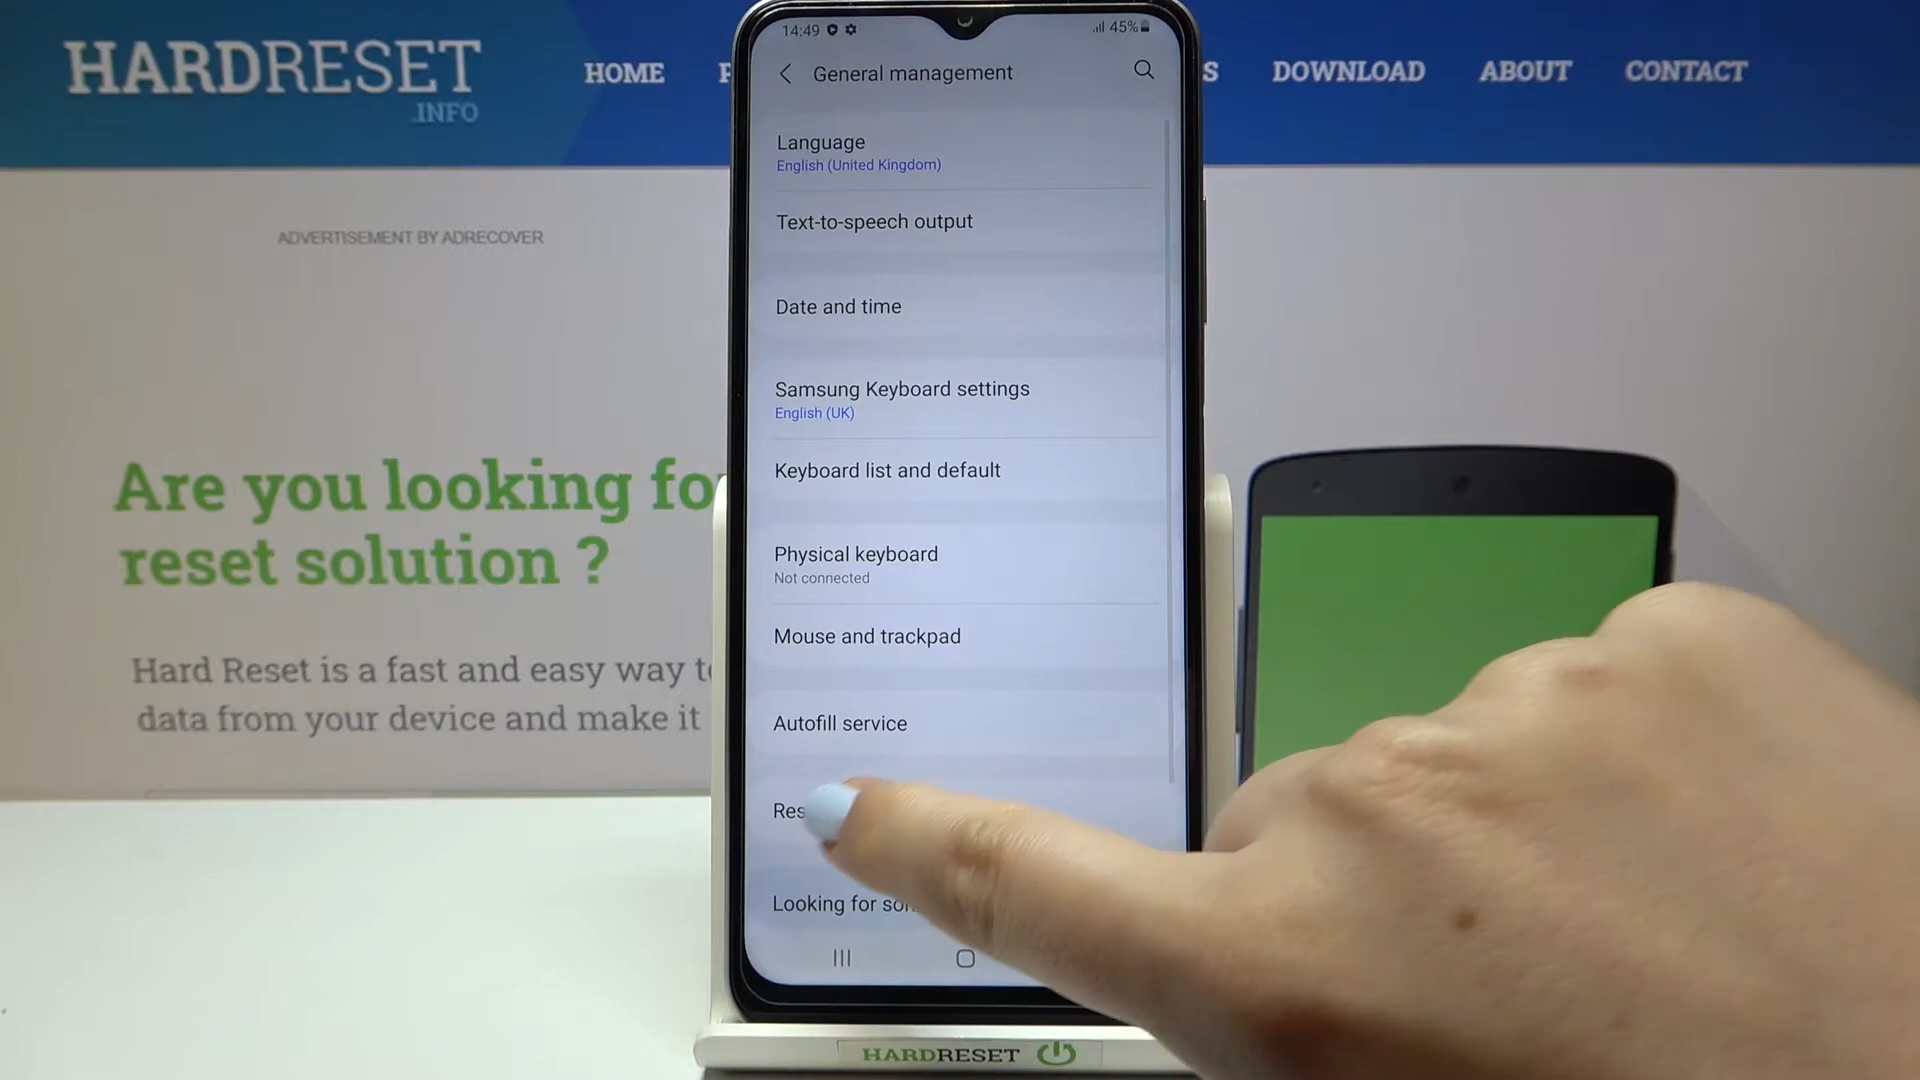 HARDRESET
.INFO
HOME
DOWNLOAD
ABOUT
CONTACT
ADVERTISEMENT BY ADRECOVER
Are you looking
reset solution ?
Hard Reset is a fast and easy way
data from your device and make it
14:49
45%
General management
Language
English (United Kingdom)
Text-to-speech output
Date and time
Samsung Keyboard settings
English (UK)
Keyboard list and default
Physical keyboard
Not connected
Mouse and trackpad
Autofill service
Looking for
HARDRESET